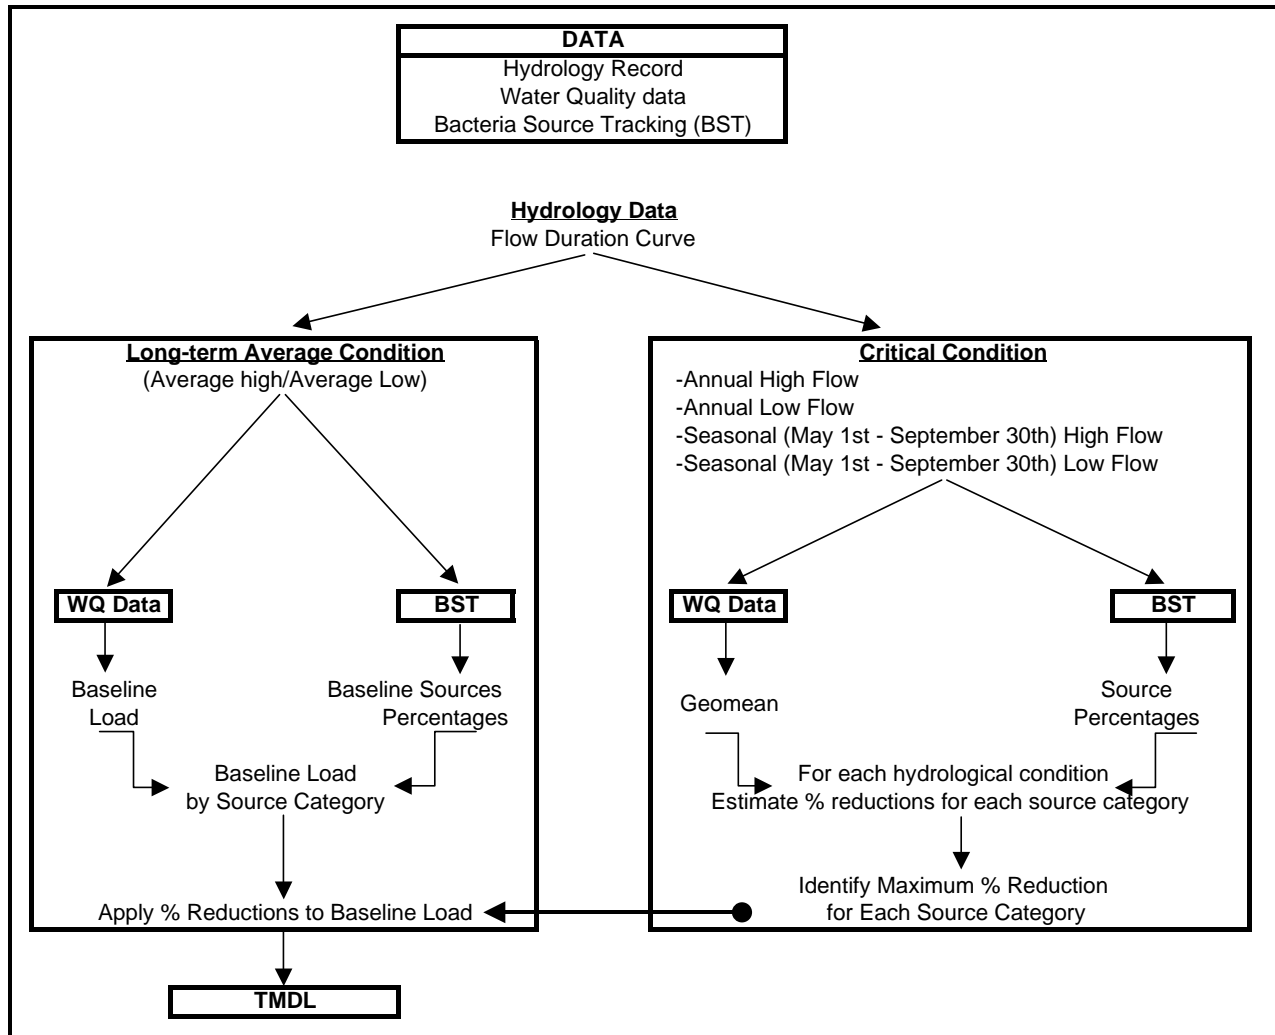 DATA
Hydrology Record
Water Quality data
Bacteria Source Tracking (BST)
Hydrology Data
Flow Duration Curve
Long-term Average Condition
(Average high/Average Low)
WQ Data
BST
Baseline
Load
Baseline Sources
Percentages
Baseline Load
by Source Category
Apply % Reductions to Baseline Load
TMDL
Critical Condition
-Annual High Flow
-Annual Low Flow
-Seasonal (May 1st - September 30th) High Flow
-Seasonal (May 1st - September 30th) Low Flow
WQ Data
BST
Geomean
Source
Percentages
For each hydrological condition
Estimate % reductions for each source category
Identify Maximum % Reduction
for Each Source Category